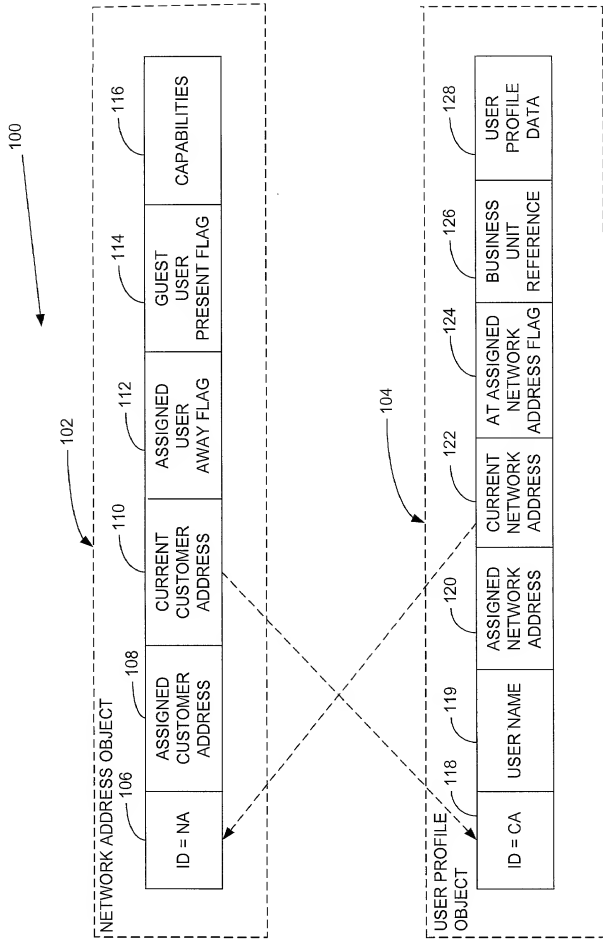 100
102
NETWORK ADDRESS OBJECT
106
108
110
112
114
116
ID = NA
ASSIGNED
CUSTOMER
ADDRESS
CURRENT
CUSTOMER
ADDRESS
ASSIGNED
USER
AWAY FLAG
GUEST
USER
PRESENT FLAG
CAPABILITIES
104
USER PROFILE
OBJECT
118
119
120
122
124
126
128
ID = CA
USER NAME
ASSIGNED
NETWORK
ADDRESS
CURRENT
NETWORK
ADDRESS
AT ASSIGNED
NETWORK
ADDRESS FLAG
BUSINESS
UNIT
REFERENCE
USER
PROFILE
DATA